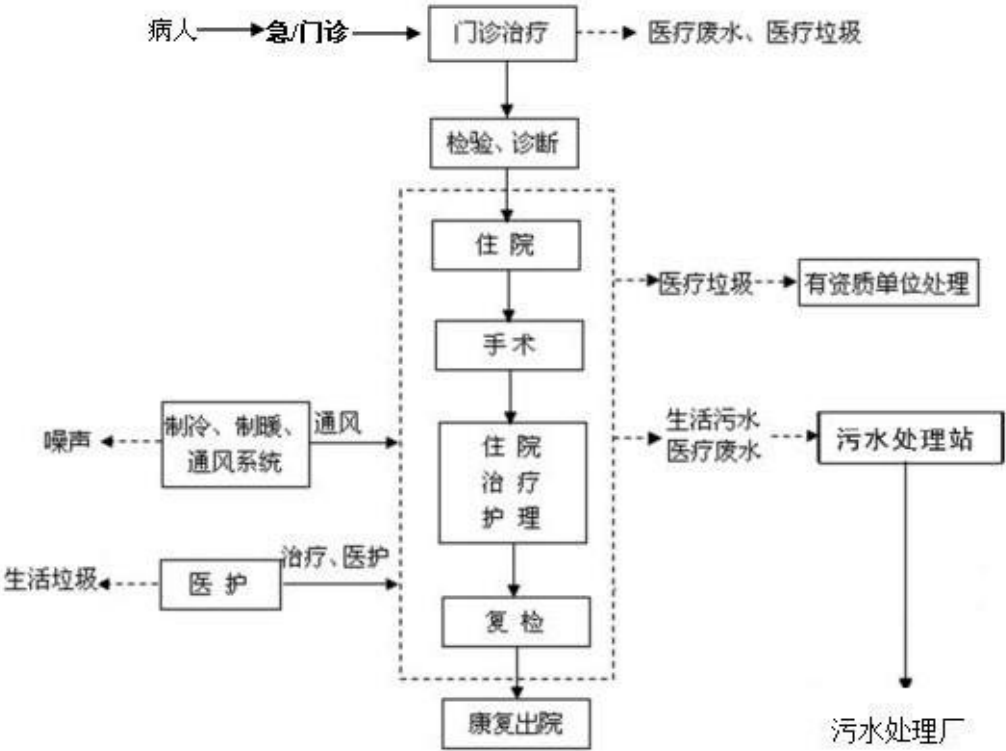 病人
急/门诊
门诊治疗
医疗废水、医疗垃圾
检验、诊断
住 院
医疗垃圾
有资质单位处理
手 术
噪声
制冷、制暖、
通风系统
通风
住 院
治 疗
护 理
生活污水
医疗废水
污水处理站
生活垃圾
医 护
治疗、医护
复 检
康复出院
污水处理厂